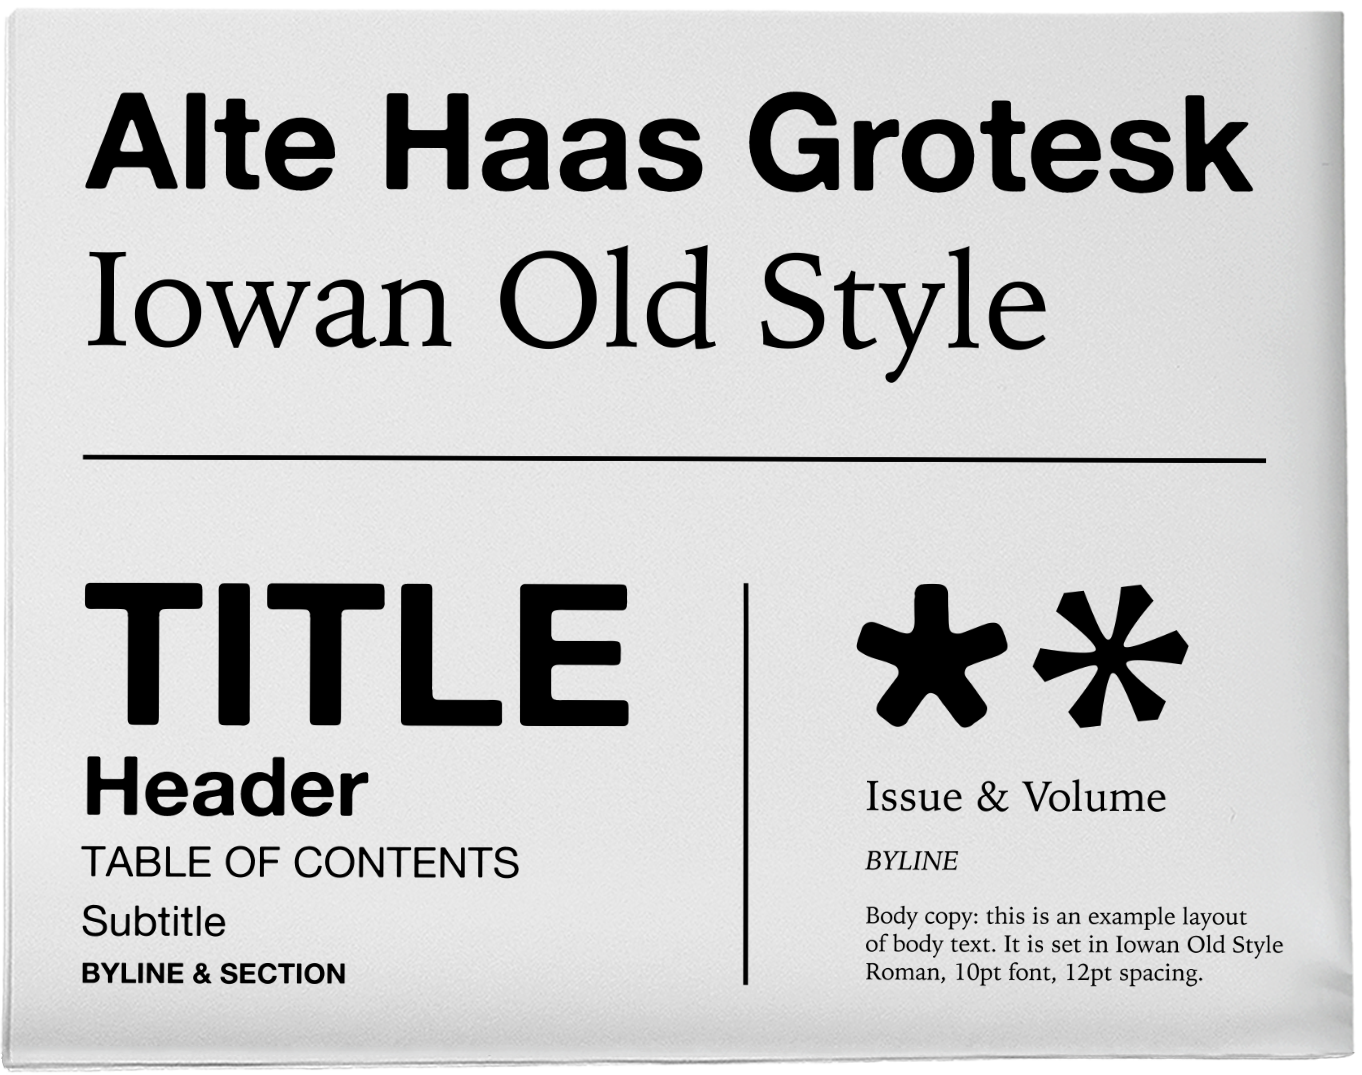 Alte Haas Grotesk
Iowan Old Style
TITLE
Header
TABLE OF CONTENTS
Subtitle
BYLINE & SECTION
**
Issue & Volume
BYLINE
Body copy: this is an example layout
of body text. It is set in Iowan Old Style
Roman, 10pt font, 12pt spacing.